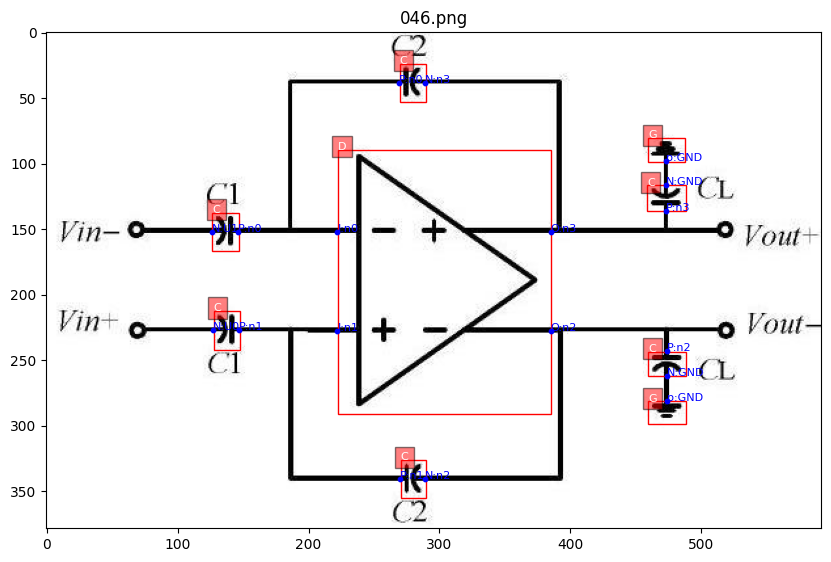 046.png
C2
C
P:n0 N:n3
G
D
p:GND
C
N:GND
CL
P:n3
C1
C
Vin−
P:n0
I:n0
O:n3
Vout+
− +
Vin+
C
P:n1
I:n1
+ −
O:n2
Vout−
C1
C
P:n2
N:GND
CL
G
p:GND
C
N:n2
C2
0
50
100
150
200
250
300
350
0 100 200 300 400 500